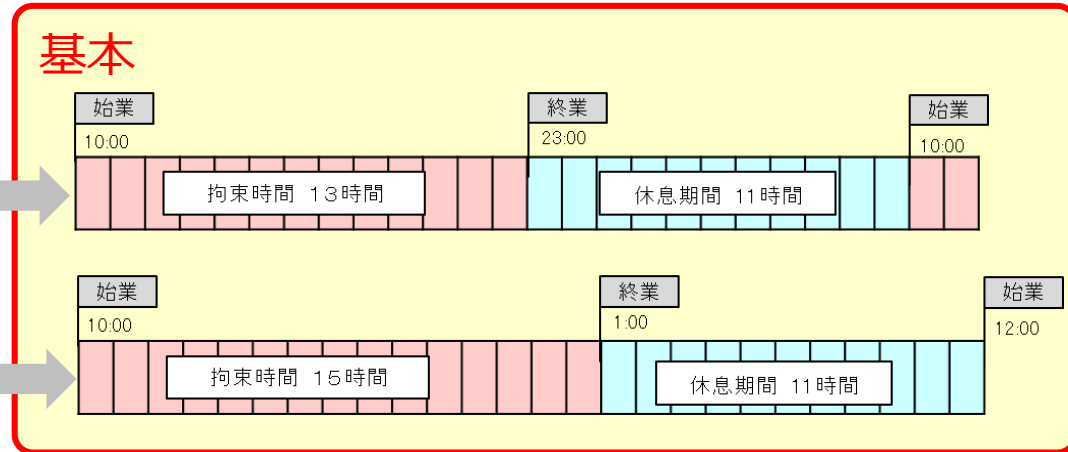 基本
始業
終業
始業
10:00
23:00
10:00
拘束時間 13時間
休息期間 11時間
始業
終業
始業
10:00
1:00
12:00
拘束時間 15時間
休息期間 11時間